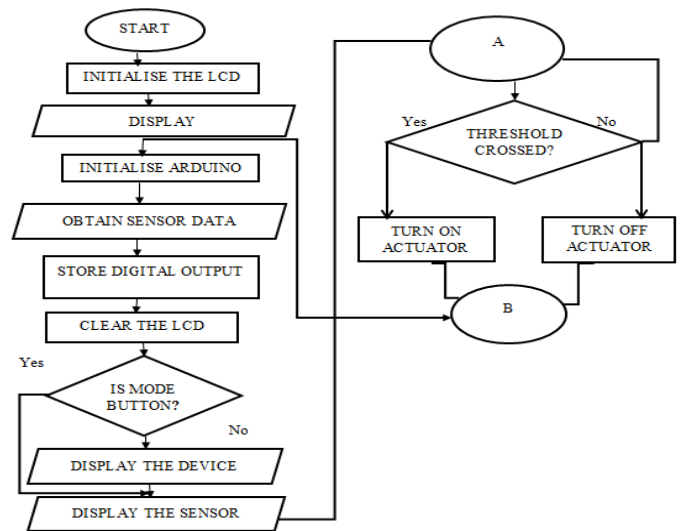 START
INITIALISE THE LCD
DISPLAY
INITIALISE ARDUINO
OBTAIN SENSOR DATA
STORE DIGITAL OUTPUT
CLEAR THE LCD
Yes
IS MODE
BUTTON?
No
DISPLAY THE DEVICE
DISPLAY THE SENSOR
A
Yes
No
THRESHOLD
CROSSED?
TURN ON
ACTUATOR
TURN OFF
ACTUATOR
B